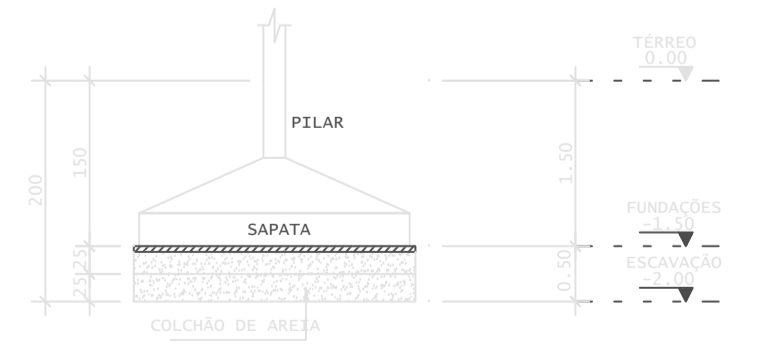 TÉRREO
0.00
PILAR
150
1.50
200
FUNDAÇÕES
-1.50
SAPATA
25
25
0.50
ESCAVAÇÃO
-2.00
COLCHÃO DE AREIA